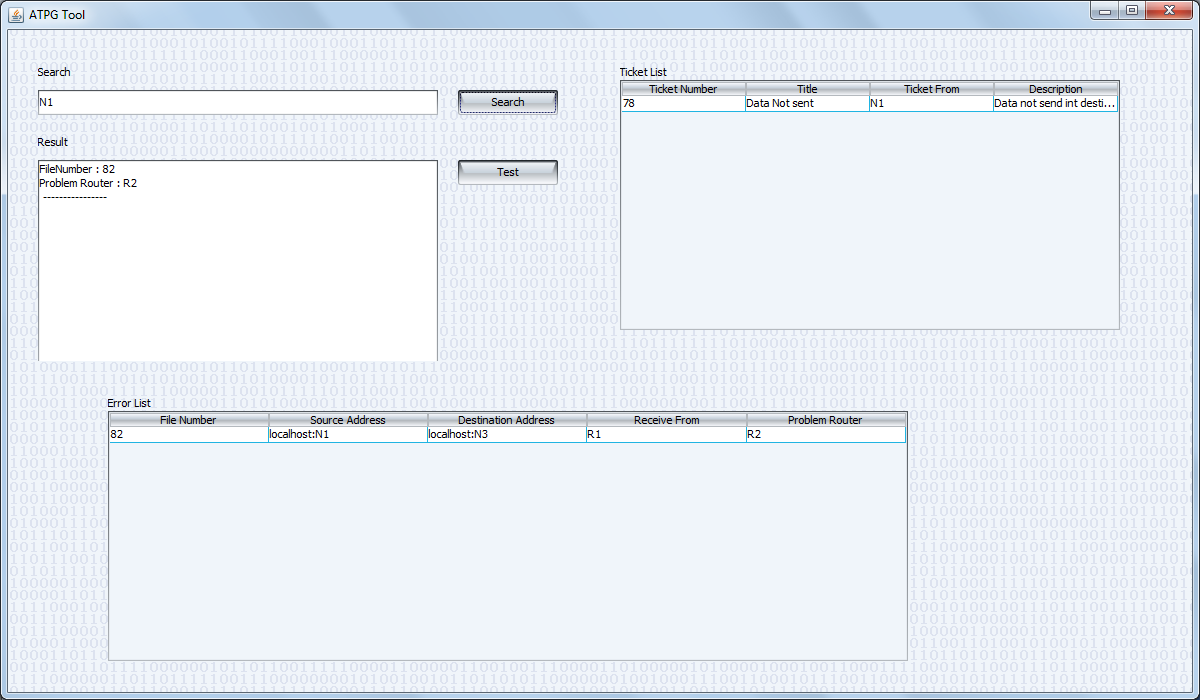 ATPG Tool
Search
N1
Search
Result
FileNumber : 82
Problem Router : R2
----------------
Test
Ticket List
Ticket Number Title Ticket From Description
78 Data Not sent N1 Data not send int desti...
Error List
File Number Source Address Destination Address Receive From Problem Router
82 localhost:N1 localhost:N3 R1 R2